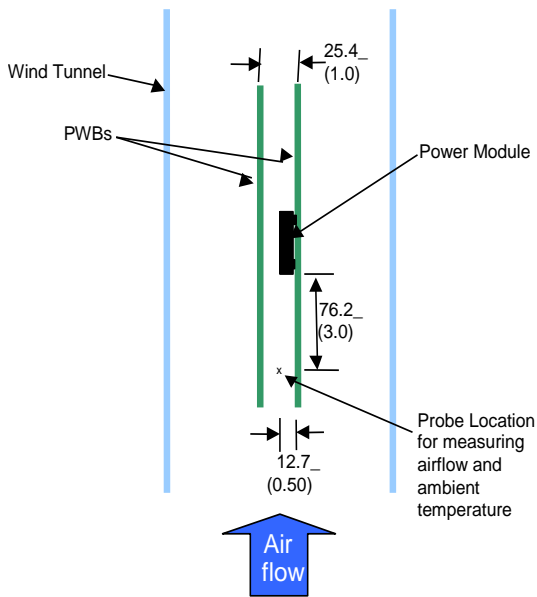 25.4_
(1.0)
Wind Tunnel
PWBs
Power Module
76.2_
(3.0)
x
Probe Location
for measuring
airflow and
ambient
temperature
12.7_
(0.50)
Air
flow